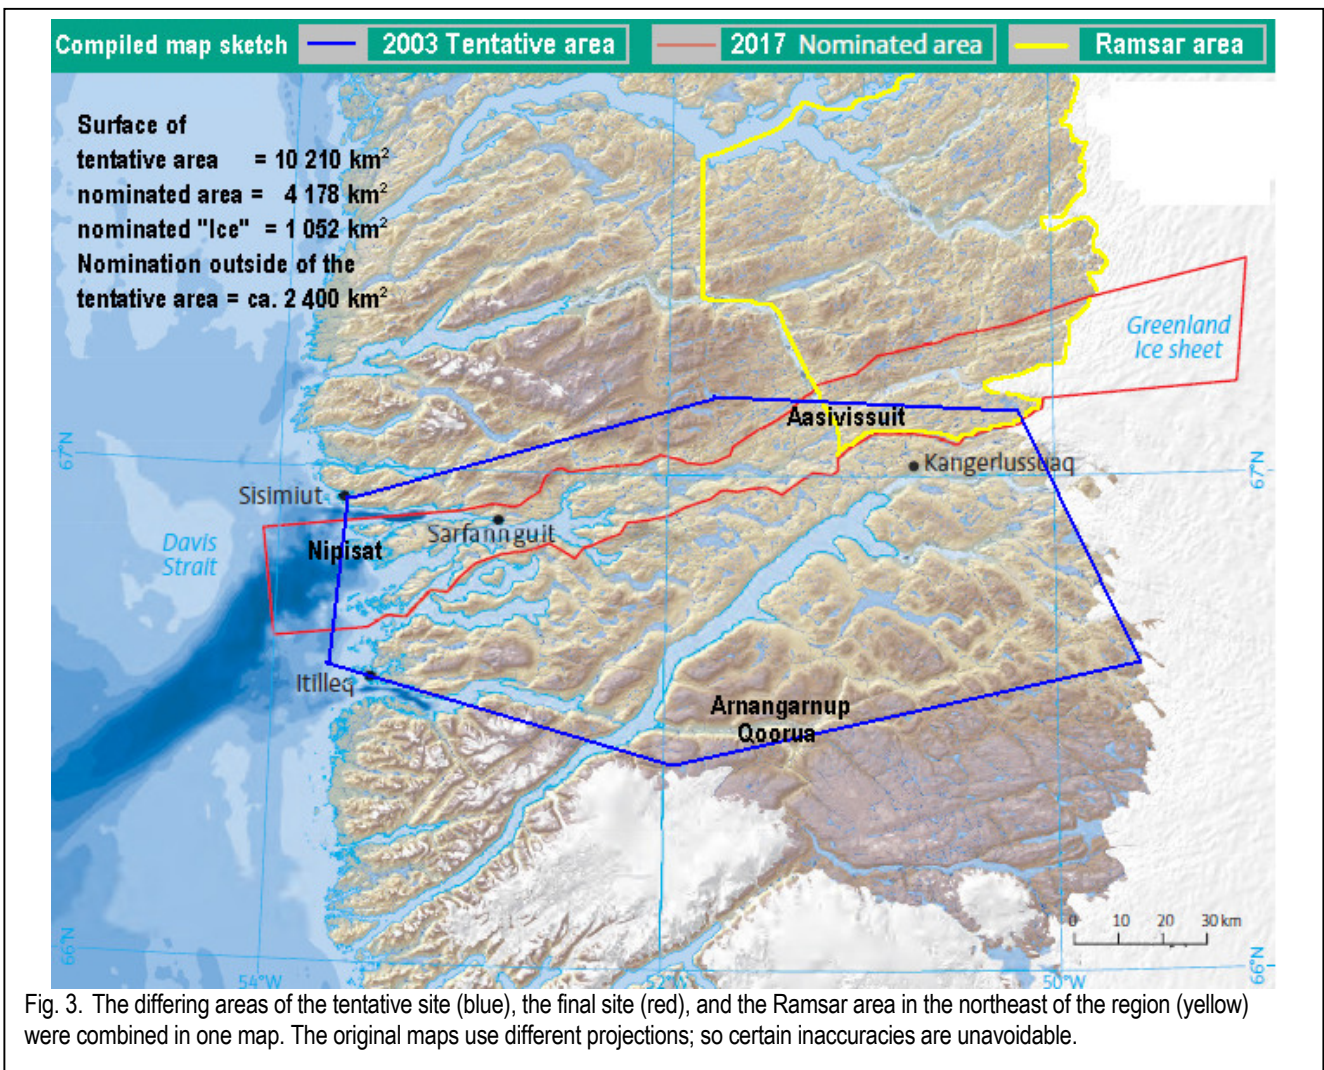 Compiled map sketch 2003 Tentative area 2017 Nominated area Ramsar area
Surface of
tentative area = 10 210 km²
nominated area = 4 178 km²
nominated "Ice" = 1 052 km²
Nomination outside of the
tentative area = ca. 2 400 km²
Greenland
Ice sheet
Aasivissuit
67°N
Kangerlussuaq
67°N
Sisimiut
Sarfannguit
Davis
Strait
Nipisat
Itilleq
Arnangarnup
Qoorua
0 10 20 30 km
66°N
66°N
54°W
52°W
50°W
Fig. 3. The differing areas of the tentative site (blue), the final site (red), and the Ramsar area in the northeast of the region (yellow)
were combined in one map. The original maps use different projections; so certain inaccuracies are unavoidable.